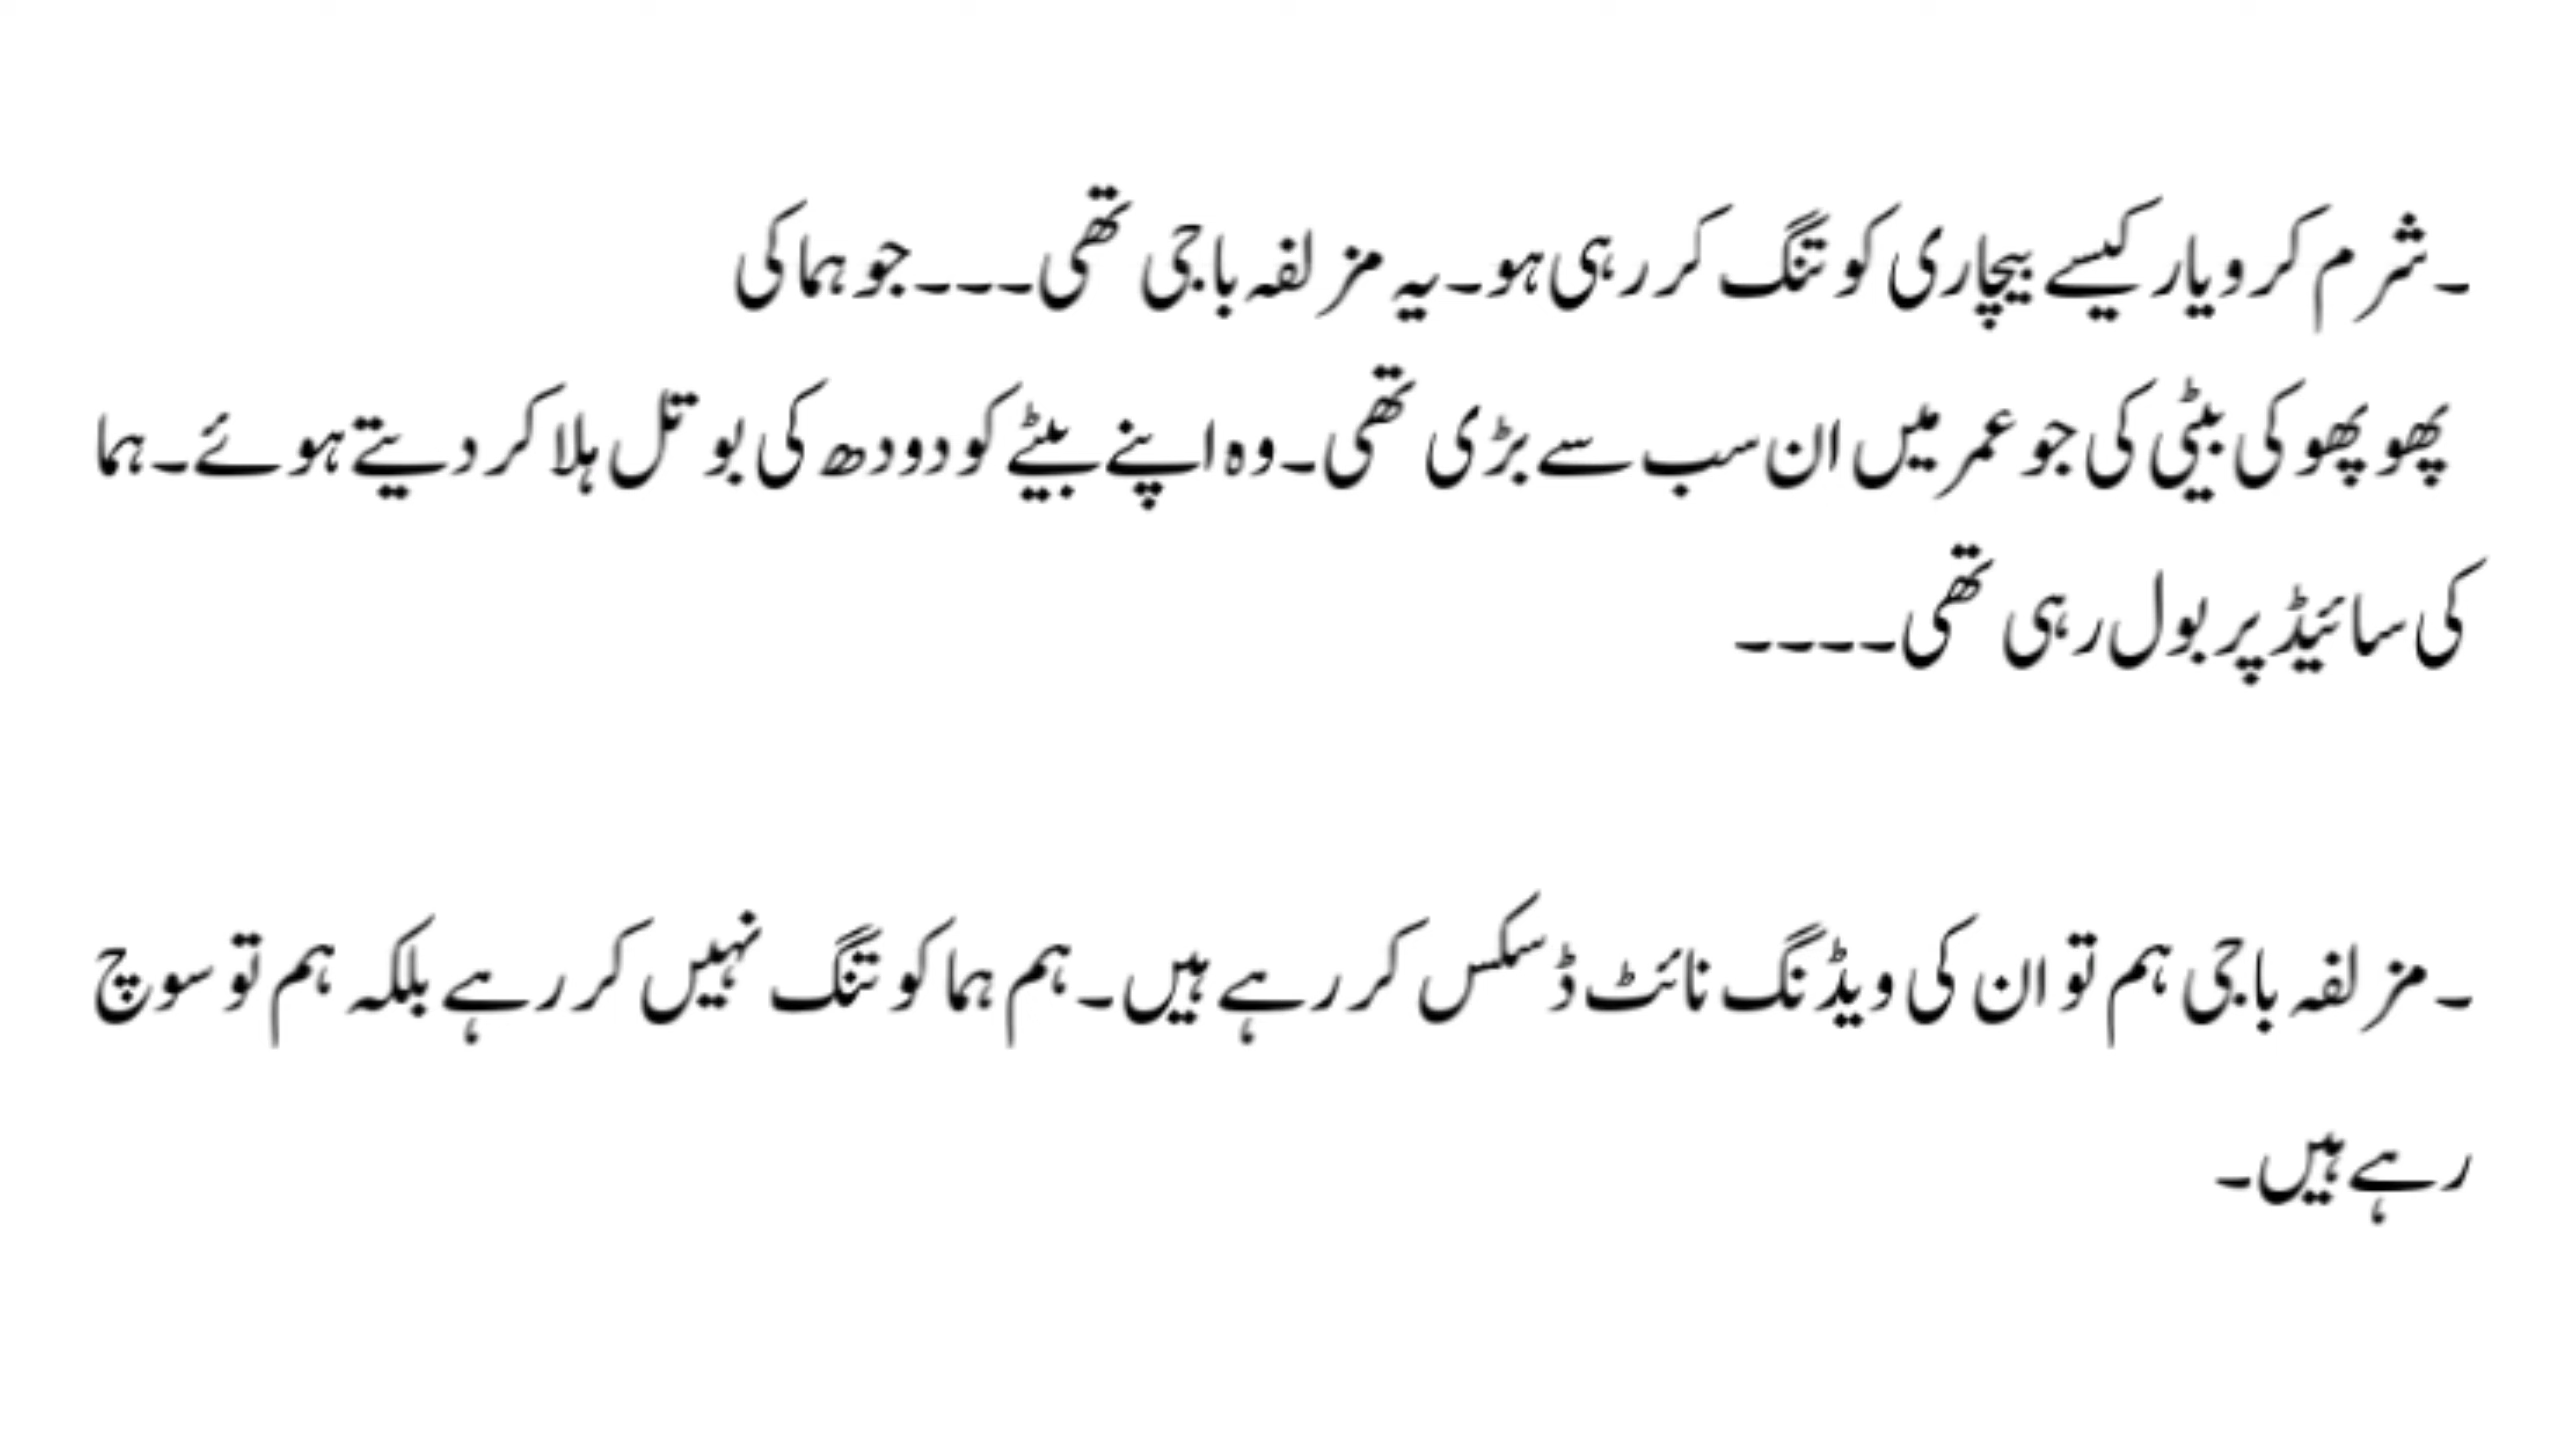 ۔شرم کرو یار کیسے بیچاری کو تنگ کر رہی ہو۔یہ مزلفہ باجی تھی۔۔۔جو ہما کی
پھوپھو کی بیٹی کی جو عمر میں ان سب سے بڑی تھی۔وہ اپنے بیٹے کو دودھ کی بوتل ہلا کر دیتے ہوئے۔ہما
کی سائیڈ پر بول رہی تھی۔۔۔۔
۔مزلفہ باجی ہم تو ان کی ویڈنگ نائٹ ڈسکس کر رہے ہیں۔ہم ہما کو تنگ نہیں کر رہے بلکہ ہم تو سوچ
رہے ہیں۔